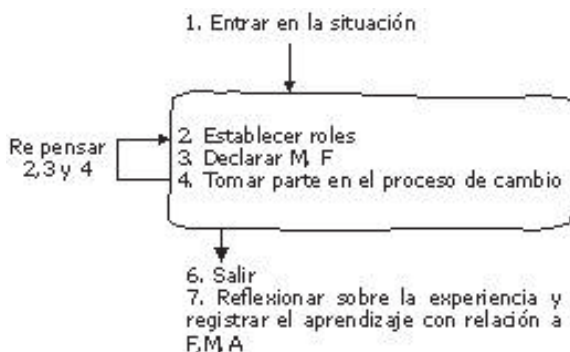 1. Entrar en la situación
Re pensar
2,3 y 4
2. Establecer roles
3. Declarar M, F
4. Tomar parte en el proceso de cambio
6. Salir
7. Reflexionar sobre la experiencia y
registrar el aprendizaje con relación a
F,M,A